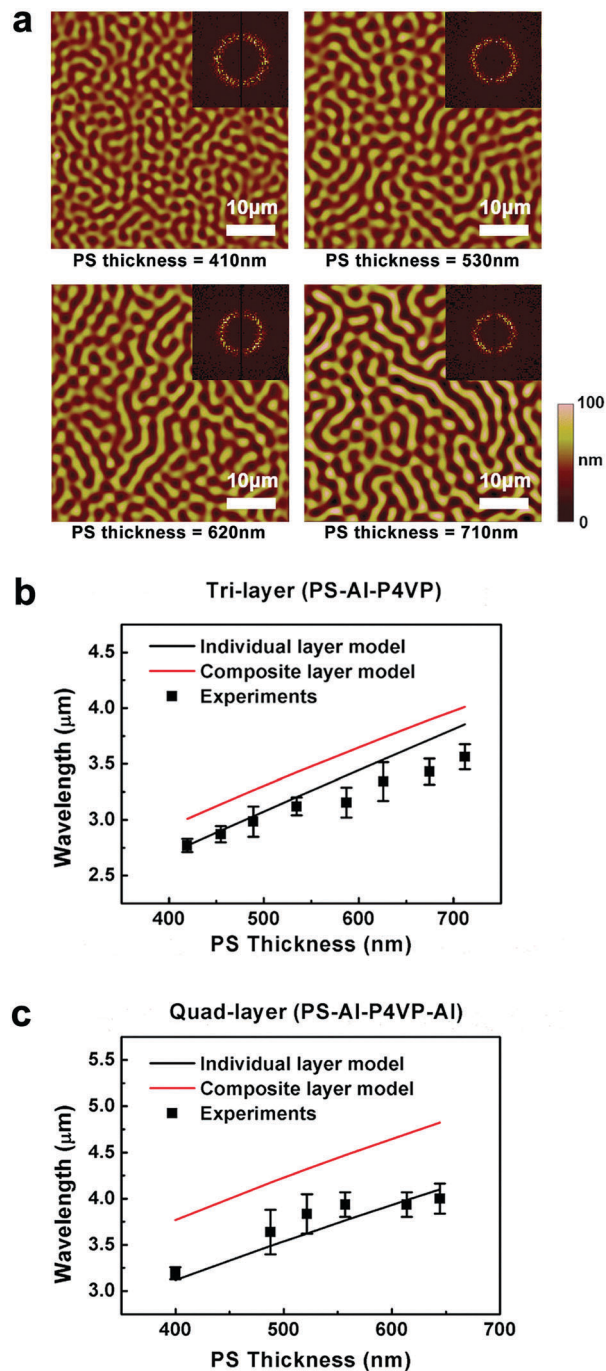 a
10μm
10μm
PS thickness = 410nm
PS thickness = 530nm
10μm
10μm
100
nm
0
PS thickness = 620nm
PS thickness = 710nm
b
Tri-layer (PS-Al-P4VP)
Individual layer model
Composite layer model
Experiments
Wavelength (μm)
4.5
4.0
3.5
3.0
2.5
400 500 600 700
PS Thickness (nm)
c
Quad-layer (PS-Al-P4VP-Al)
Individual layer model
Composite layer model
Experiments
Wavelength (μm)
5.5
5.0
4.5
4.0
3.5
3.0
400 500 600 700
PS Thickness (nm)